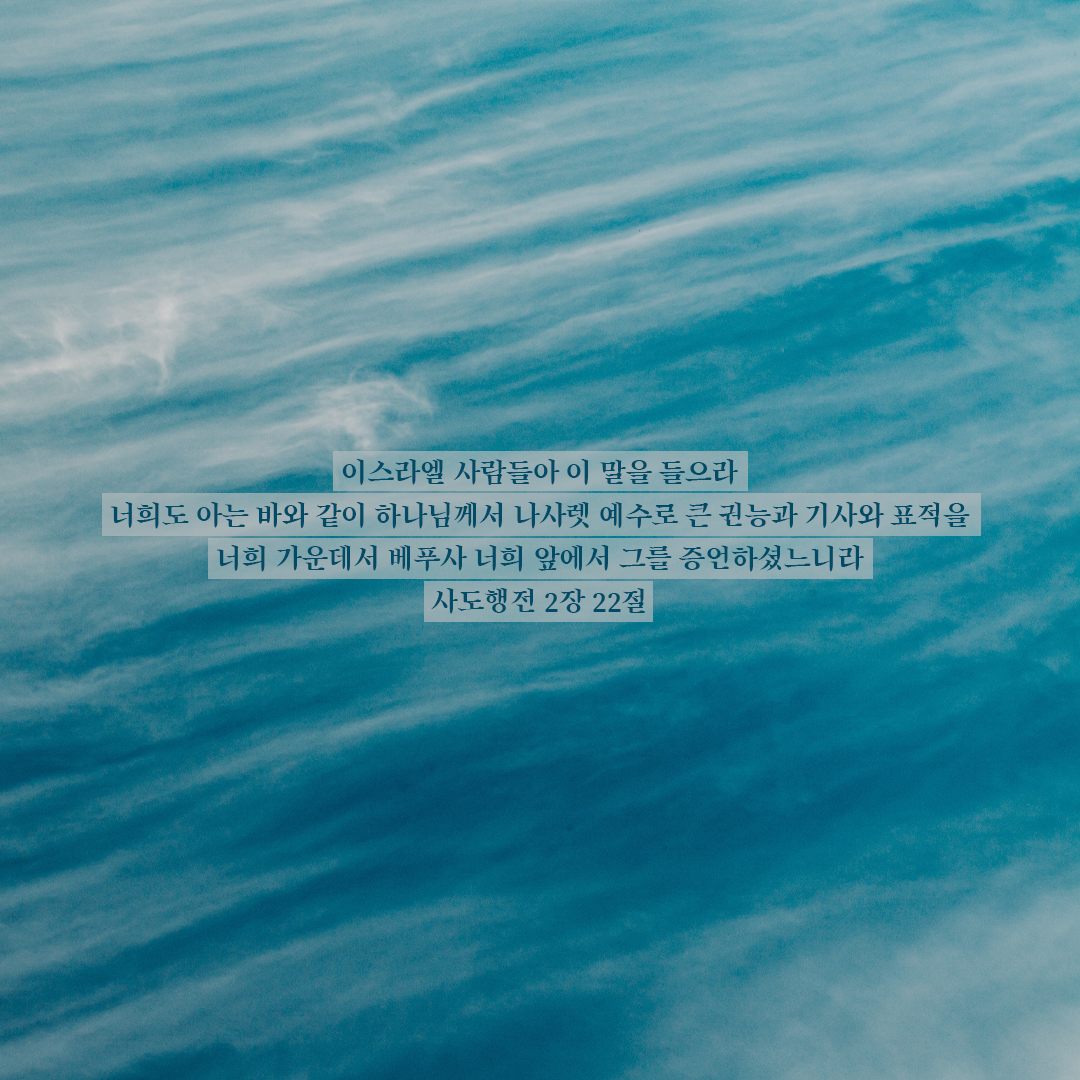 이스라엘 사람들아 이 말을 들으라
너희도 아는 바와 같이 하나님께서 나사렛 예수로 큰 권능과 기사와 표적을
너희 가운데서 베푸사 너희 앞에서 그를 증언하셨느니라
사도행전 2장 22절